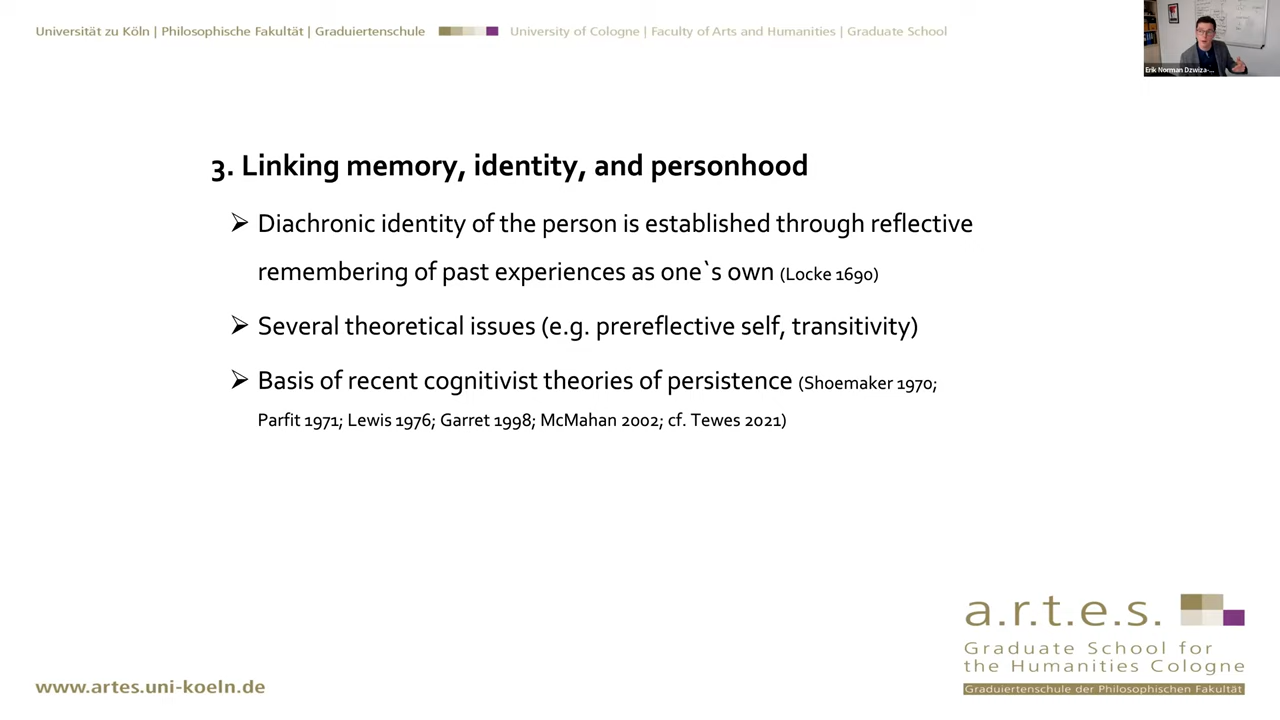 Universität zu Köln | Philosophische Fakultät | Graduiertenschule University of Cologne | Faculty of Arts and Humanities | Graduate School
Erik Norman Dzwiza-...
3. Linking memory, identity, and personhood
➢ Diachronic identity of the person is established through reflective
remembering of past experiences as one`s own (Locke 1690)
➢ Several theoretical issues (e.g. prereflective self, transitivity)
➢ Basis of recent cognitivist theories of persistence (Shoemaker 1970;
Parfit 1971; Lewis 1976; Garret 1998; McMahan 2002; cf. Tewes 2021)
a.r.t.e.s.
Graduate School for
the Humanities Cologne
Graduiertenschule der Philosophischen Fakultät
www.artes.uni-koeln.de